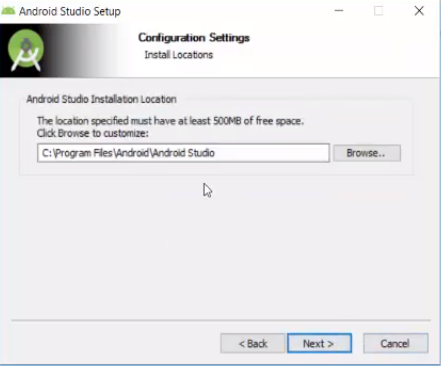 Android Studio Setup
Configuration Settings
Install Locations
Android Studio Installation Location
The location specified must have at least 500MB of free space.
Click Browse to customize:
C:\Program Files\Android\Android Studio
Browse..
< Back
Next >
Cancel